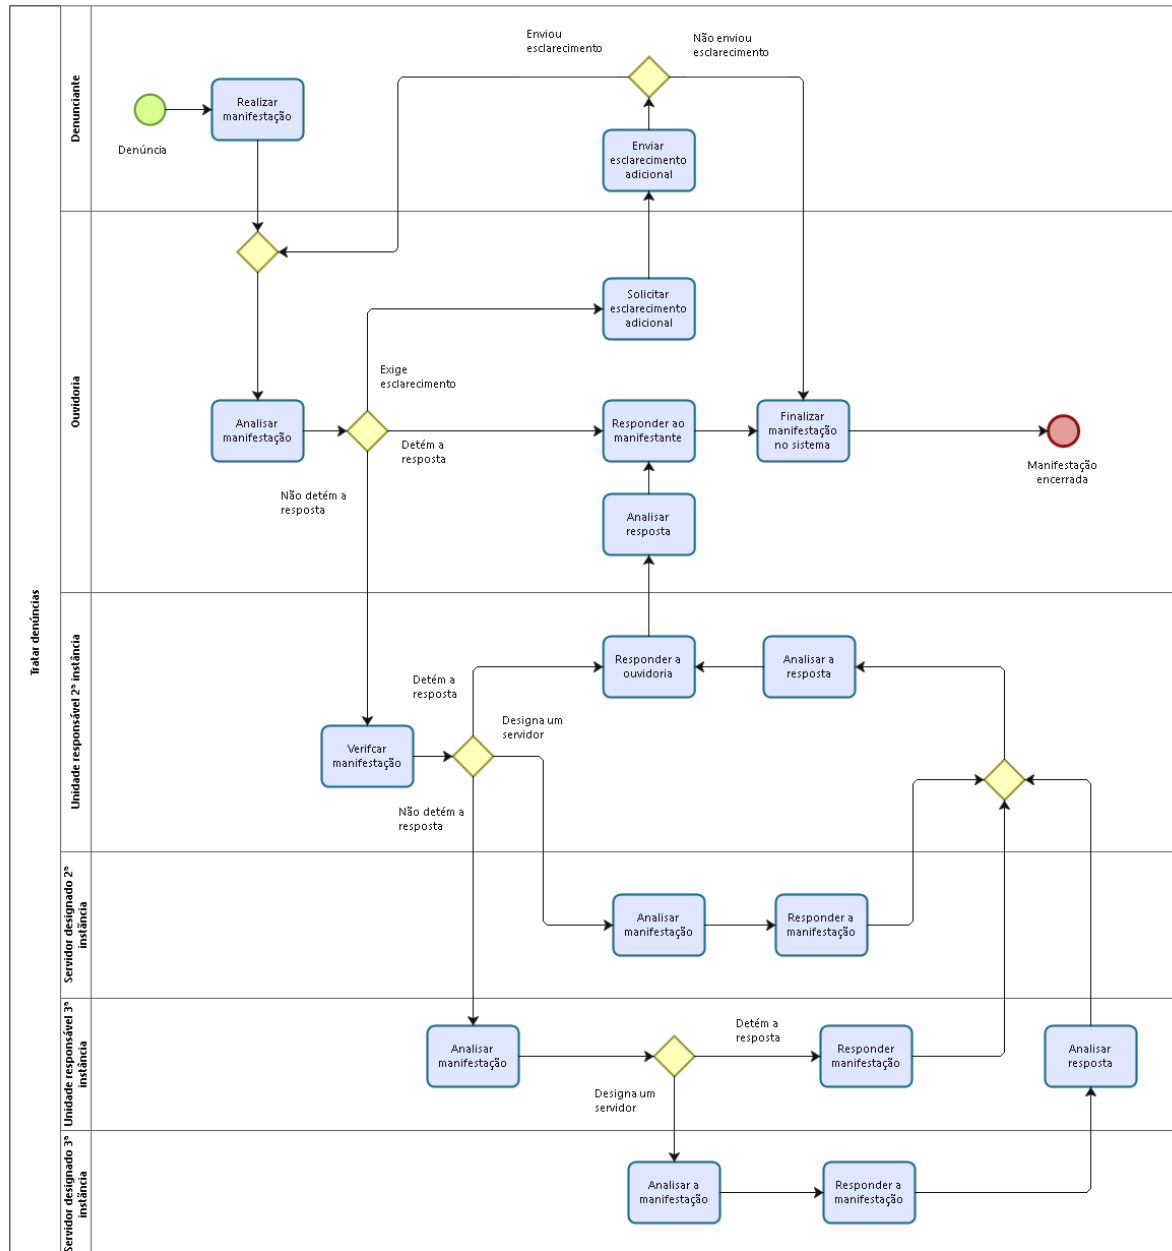 Tratar denúncias
Denunciante
Enviou
esclarecimento
Não enviou
esclarecimento
Realizar
manifestação
Denúncia
Enviar
esclarecimento
adicional
Ouvidoria
Solicitar
esclarecimento
adicional
Exige
esclarecimento
Analisar
manifestação
Detém a
resposta
Responder ao
manifestante
Finalizar
manifestação
no sistema
Manifestação
encerrada
Não detém a
resposta
Analisar
resposta
Unidade responsável 2ª instância
Responder a
ouvidoria
Analisar a
resposta
Detém a
resposta
Designa um
servidor
Verifcar
manifestação
Não detém a
resposta
Servidor designado 2ª
instância
Analisar
manifestação
Responder a
manifestação
Unidade responsável 3ª
instância
Analisar
manifestação
Detém a
resposta
Responder
manifestação
Analisar
resposta
Designa um
servidor
Servidor designado 3ª
instância
Analisar a
manifestação
Responder a
manifestação